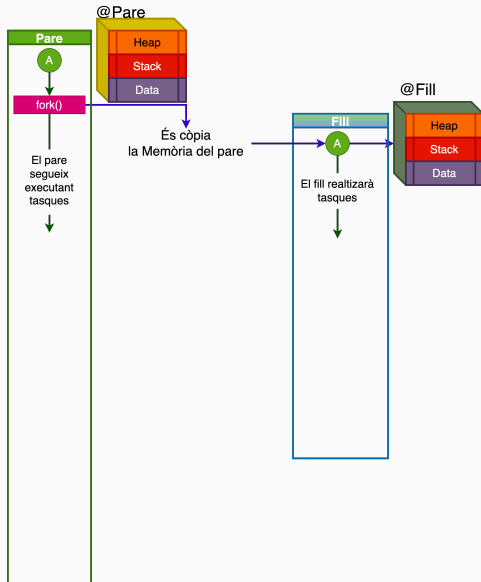 @Pare
Pare
Heap
A
Stack
Data
fork()
@Fill
És còpia
la Memòria del pare
Fill
Heap
A
Stack
Data
El pare
segueix
executant
tasques
El fill realtizarà
tasques